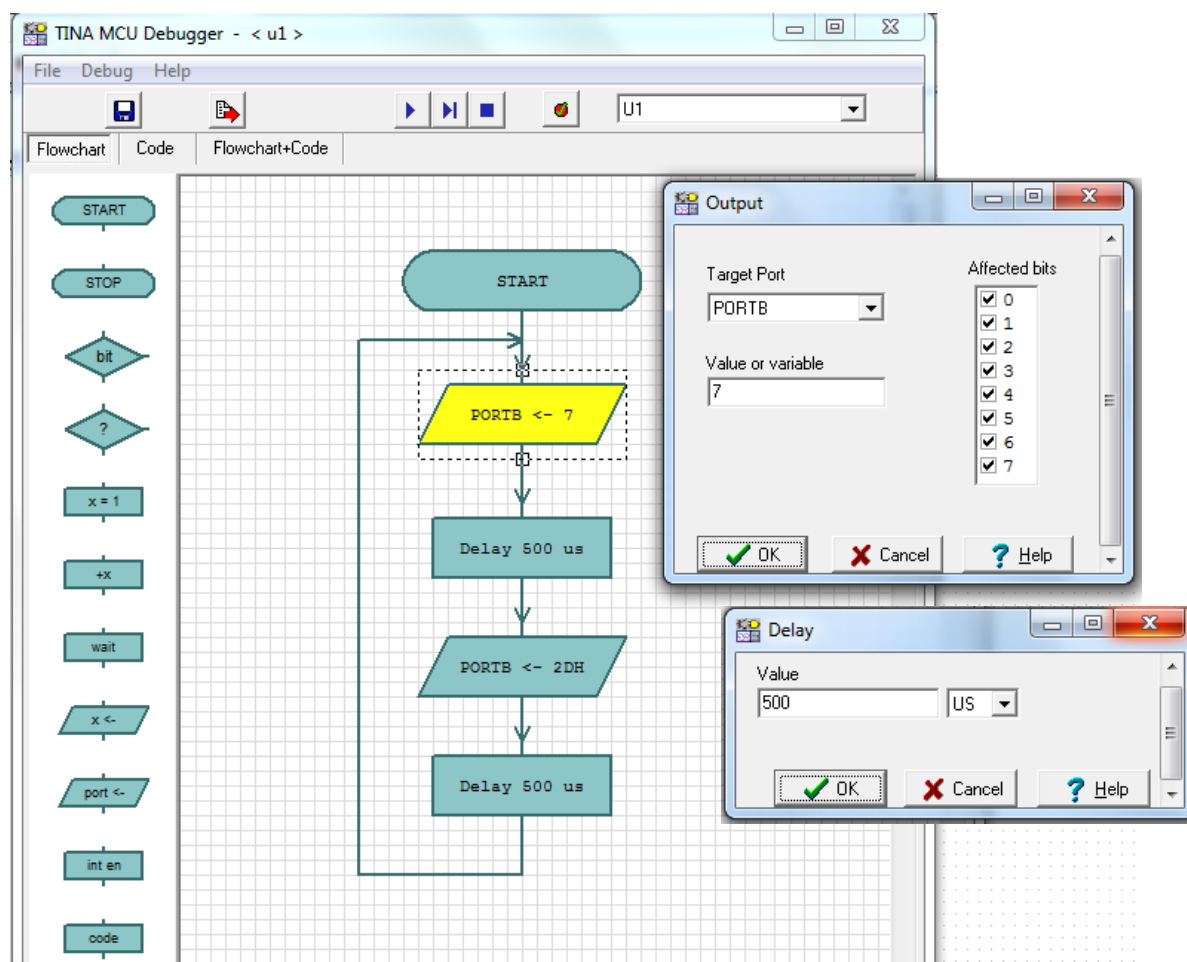 TINA MCU Debugger - < u1 >
File Debug Help
U1
Flowchart Code Flowchart+Code
START
STOP
bit
?
x = 1
+x
wait
x <-
port <-
int en
code
START
PORTB <- 7
Delay 500 us
PORTB <- 2DH
Delay 500 us
Output
Target Port
PORTB
Value or variable
7
Affected bits
0
1
2
3
4
5
6
7
OK Cancel Help
Delay
Value
500 US
OK Cancel Help